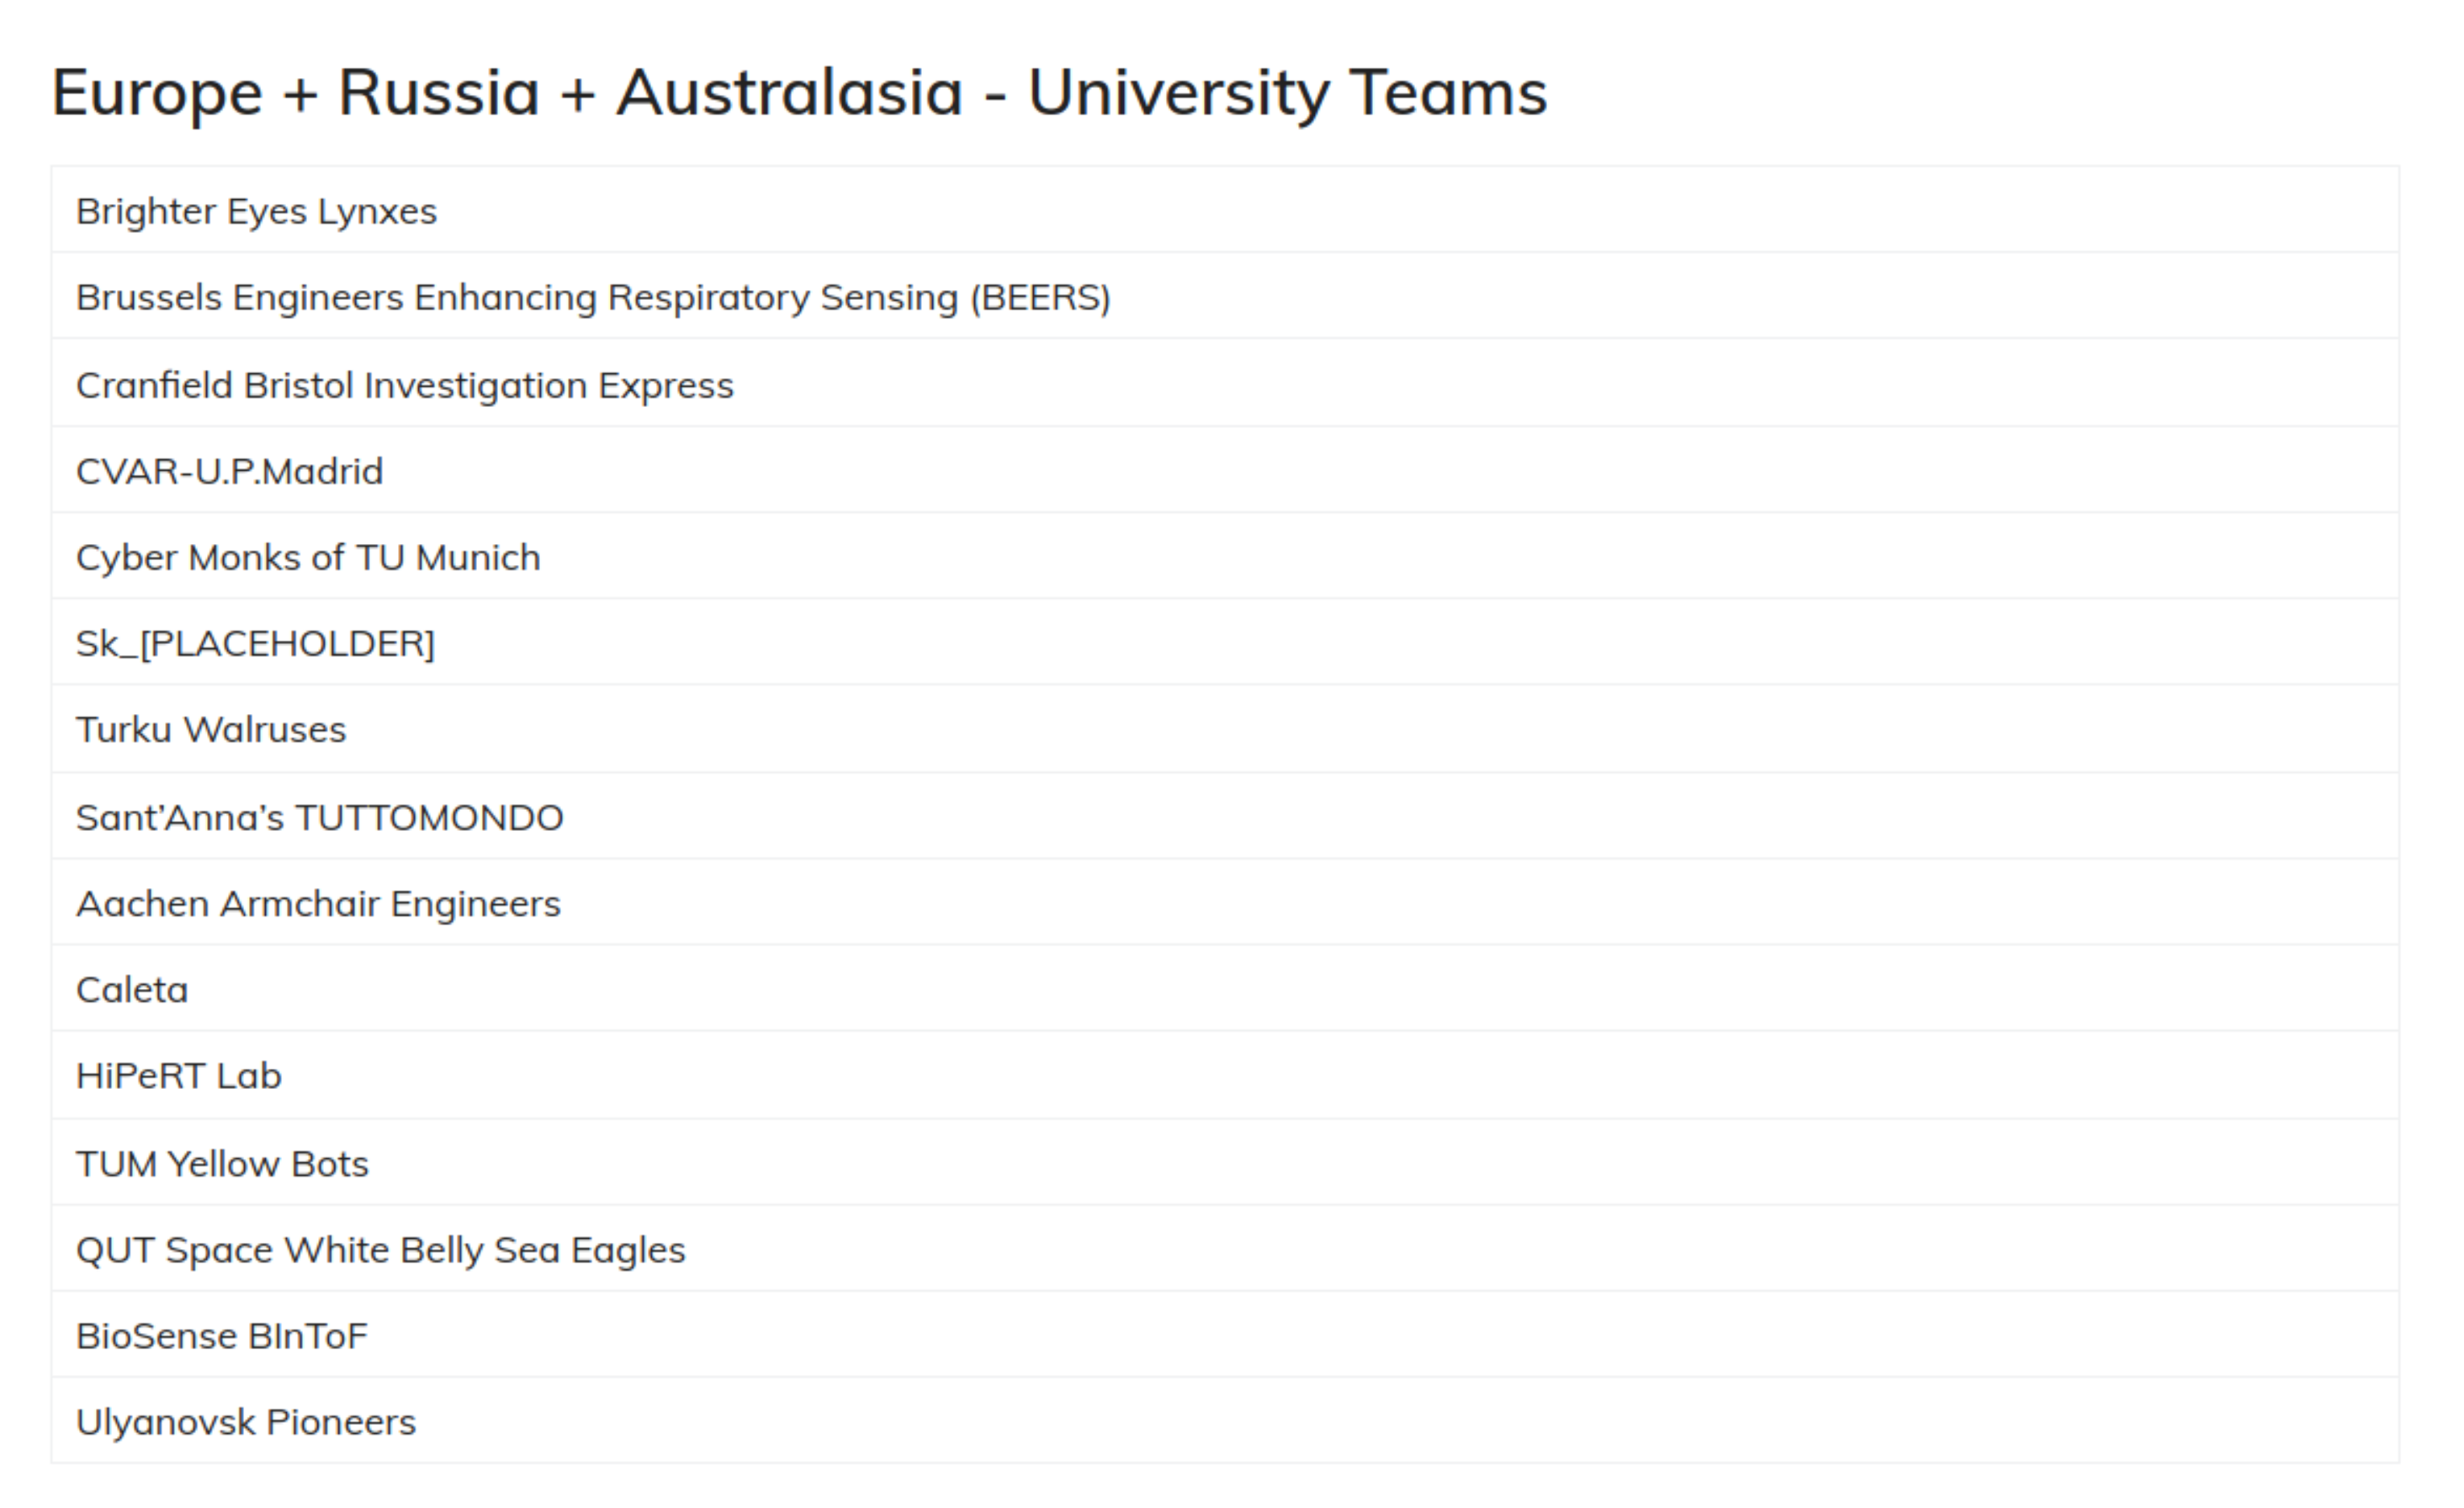 Europe + Russia + Australasia - University Teams
Brighter Eyes Lynxes
Brussels Engineers Enhancing Respiratory Sensing (BEERS)
Cranfield Bristol Investigation Express
CVAR-U.P.Madrid
Cyber Monks of TU Munich
Sk_[PLACEHOLDER]
Turku Walruses
Sant’Anna’s TUTTOMONDO
Aachen Armchair Engineers
Caleta
HiPeRT Lab
TUM Yellow Bots
QUT Space White Belly Sea Eagles
BioSense BInToF
Ulyanovsk Pioneers